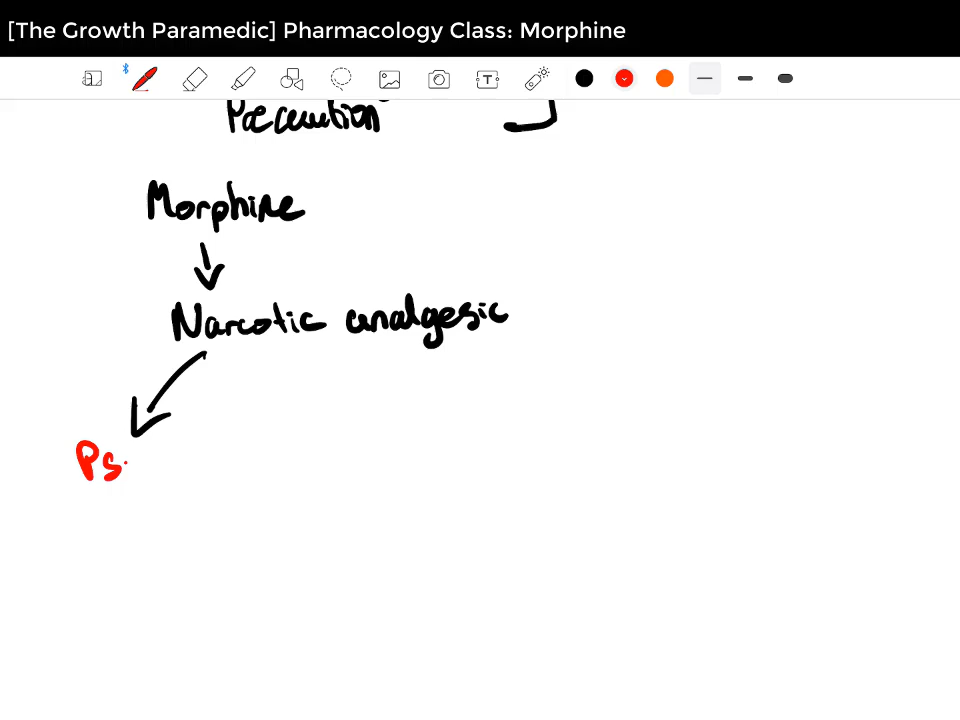 [The Growth Paramedic] Pharmacology Class: Morphine
Precaution
Morphine
Narcotic analgesic
Ps